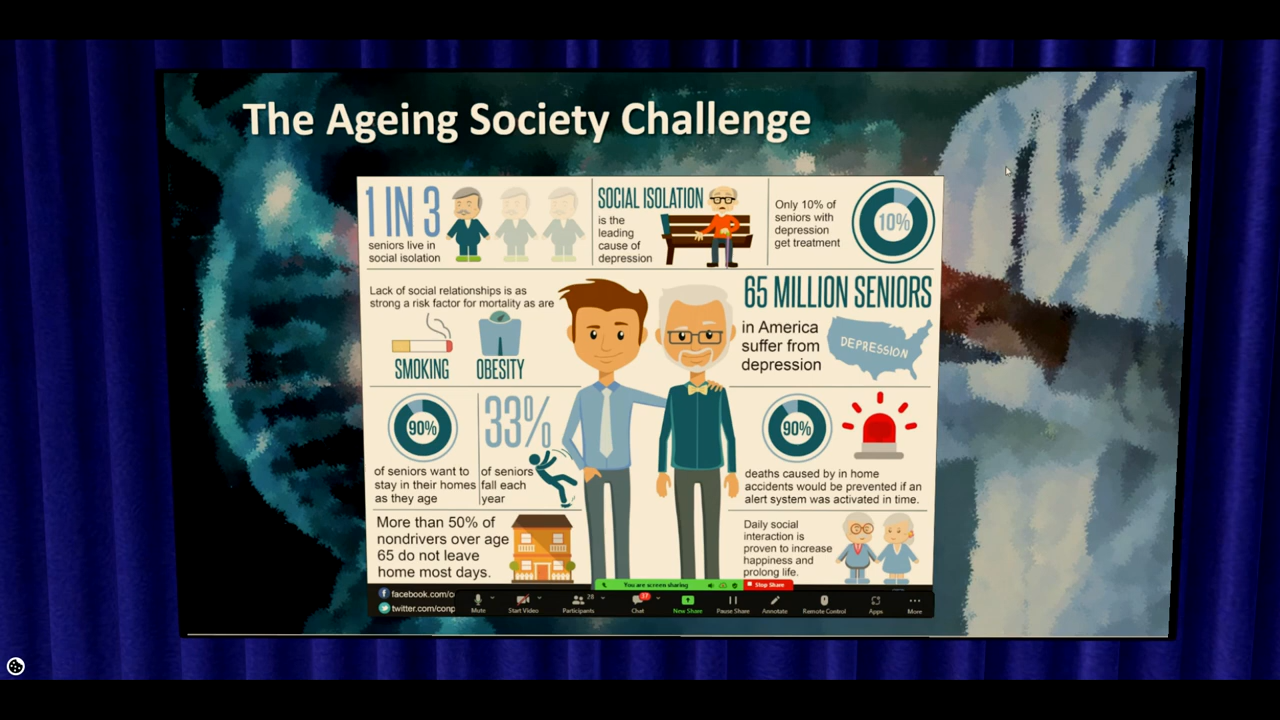 The Ageing Society Challenge
1 IN 3
seniors live in
social isolation
SOCIAL ISOLATION
is the
leading
cause of
depression
Only 10% of
seniors with
depression
get treatment
10%
Lack of social relationships is as
strong a risk factor for mortality as are
SMOKING
OBESITY
65 MILLION SENIORS
in America
suffer from
depression
DEPRESSION
90%
of seniors want to
stay in their homes
as they age
33%
of seniors
fall each
year
90%
deaths caused by in home
accidents would be prevented if an
alert system was activated in time.
More than 50% of
nondrivers over age
65 do not leave
home most days.
Daily social
interaction is
proven to increase
happiness and
prolong life.
You are screen sharing
Stop Share
facebook.com/c
twitter.com/conp
Mute
Start Video
28
Participants
37
Chat
New Share
Pause Share
Annotate
Remote Control
Apps
More